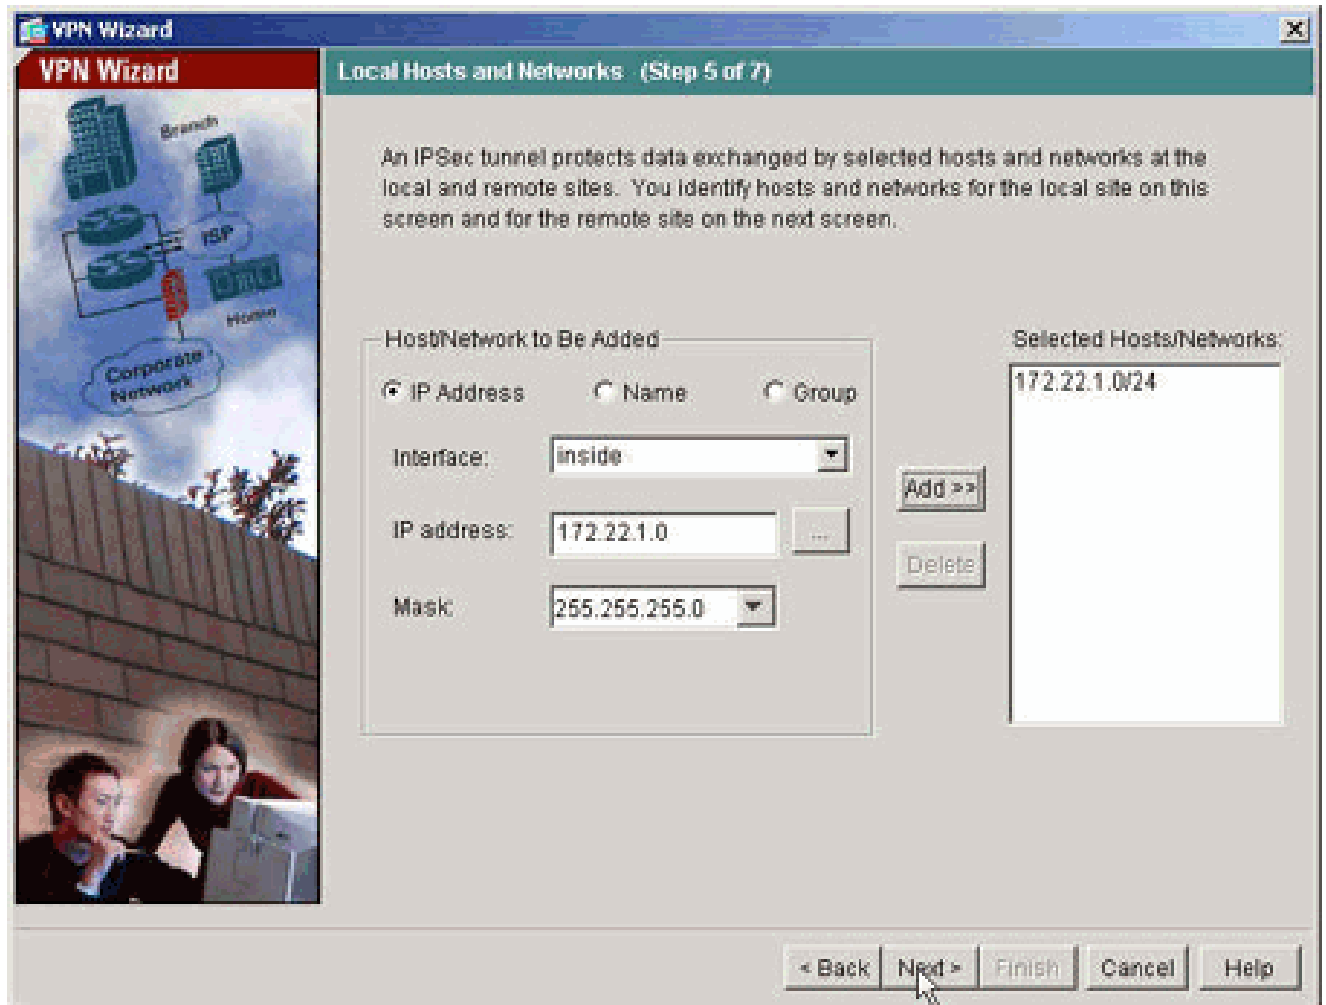 VPN Wizard
VPN Wizard
Local Hosts and Networks (Step 5 of 7)
Branch
ISP
Home
Corporate
Network
An IPSec tunnel protects data exchanged by selected hosts and networks at the
local and remote sites. You identify hosts and networks for the local site on this
screen and for the remote site on the next screen.
Host/Network to Be Added
IP Address Name Group
Interface: inside
IP address: 172.22.1.0 ...
Mask: 255.255.255.0
Add >>
Delete
Selected Hosts/Networks:
172.22.1.0/24
< Back Next > Finish Cancel Help